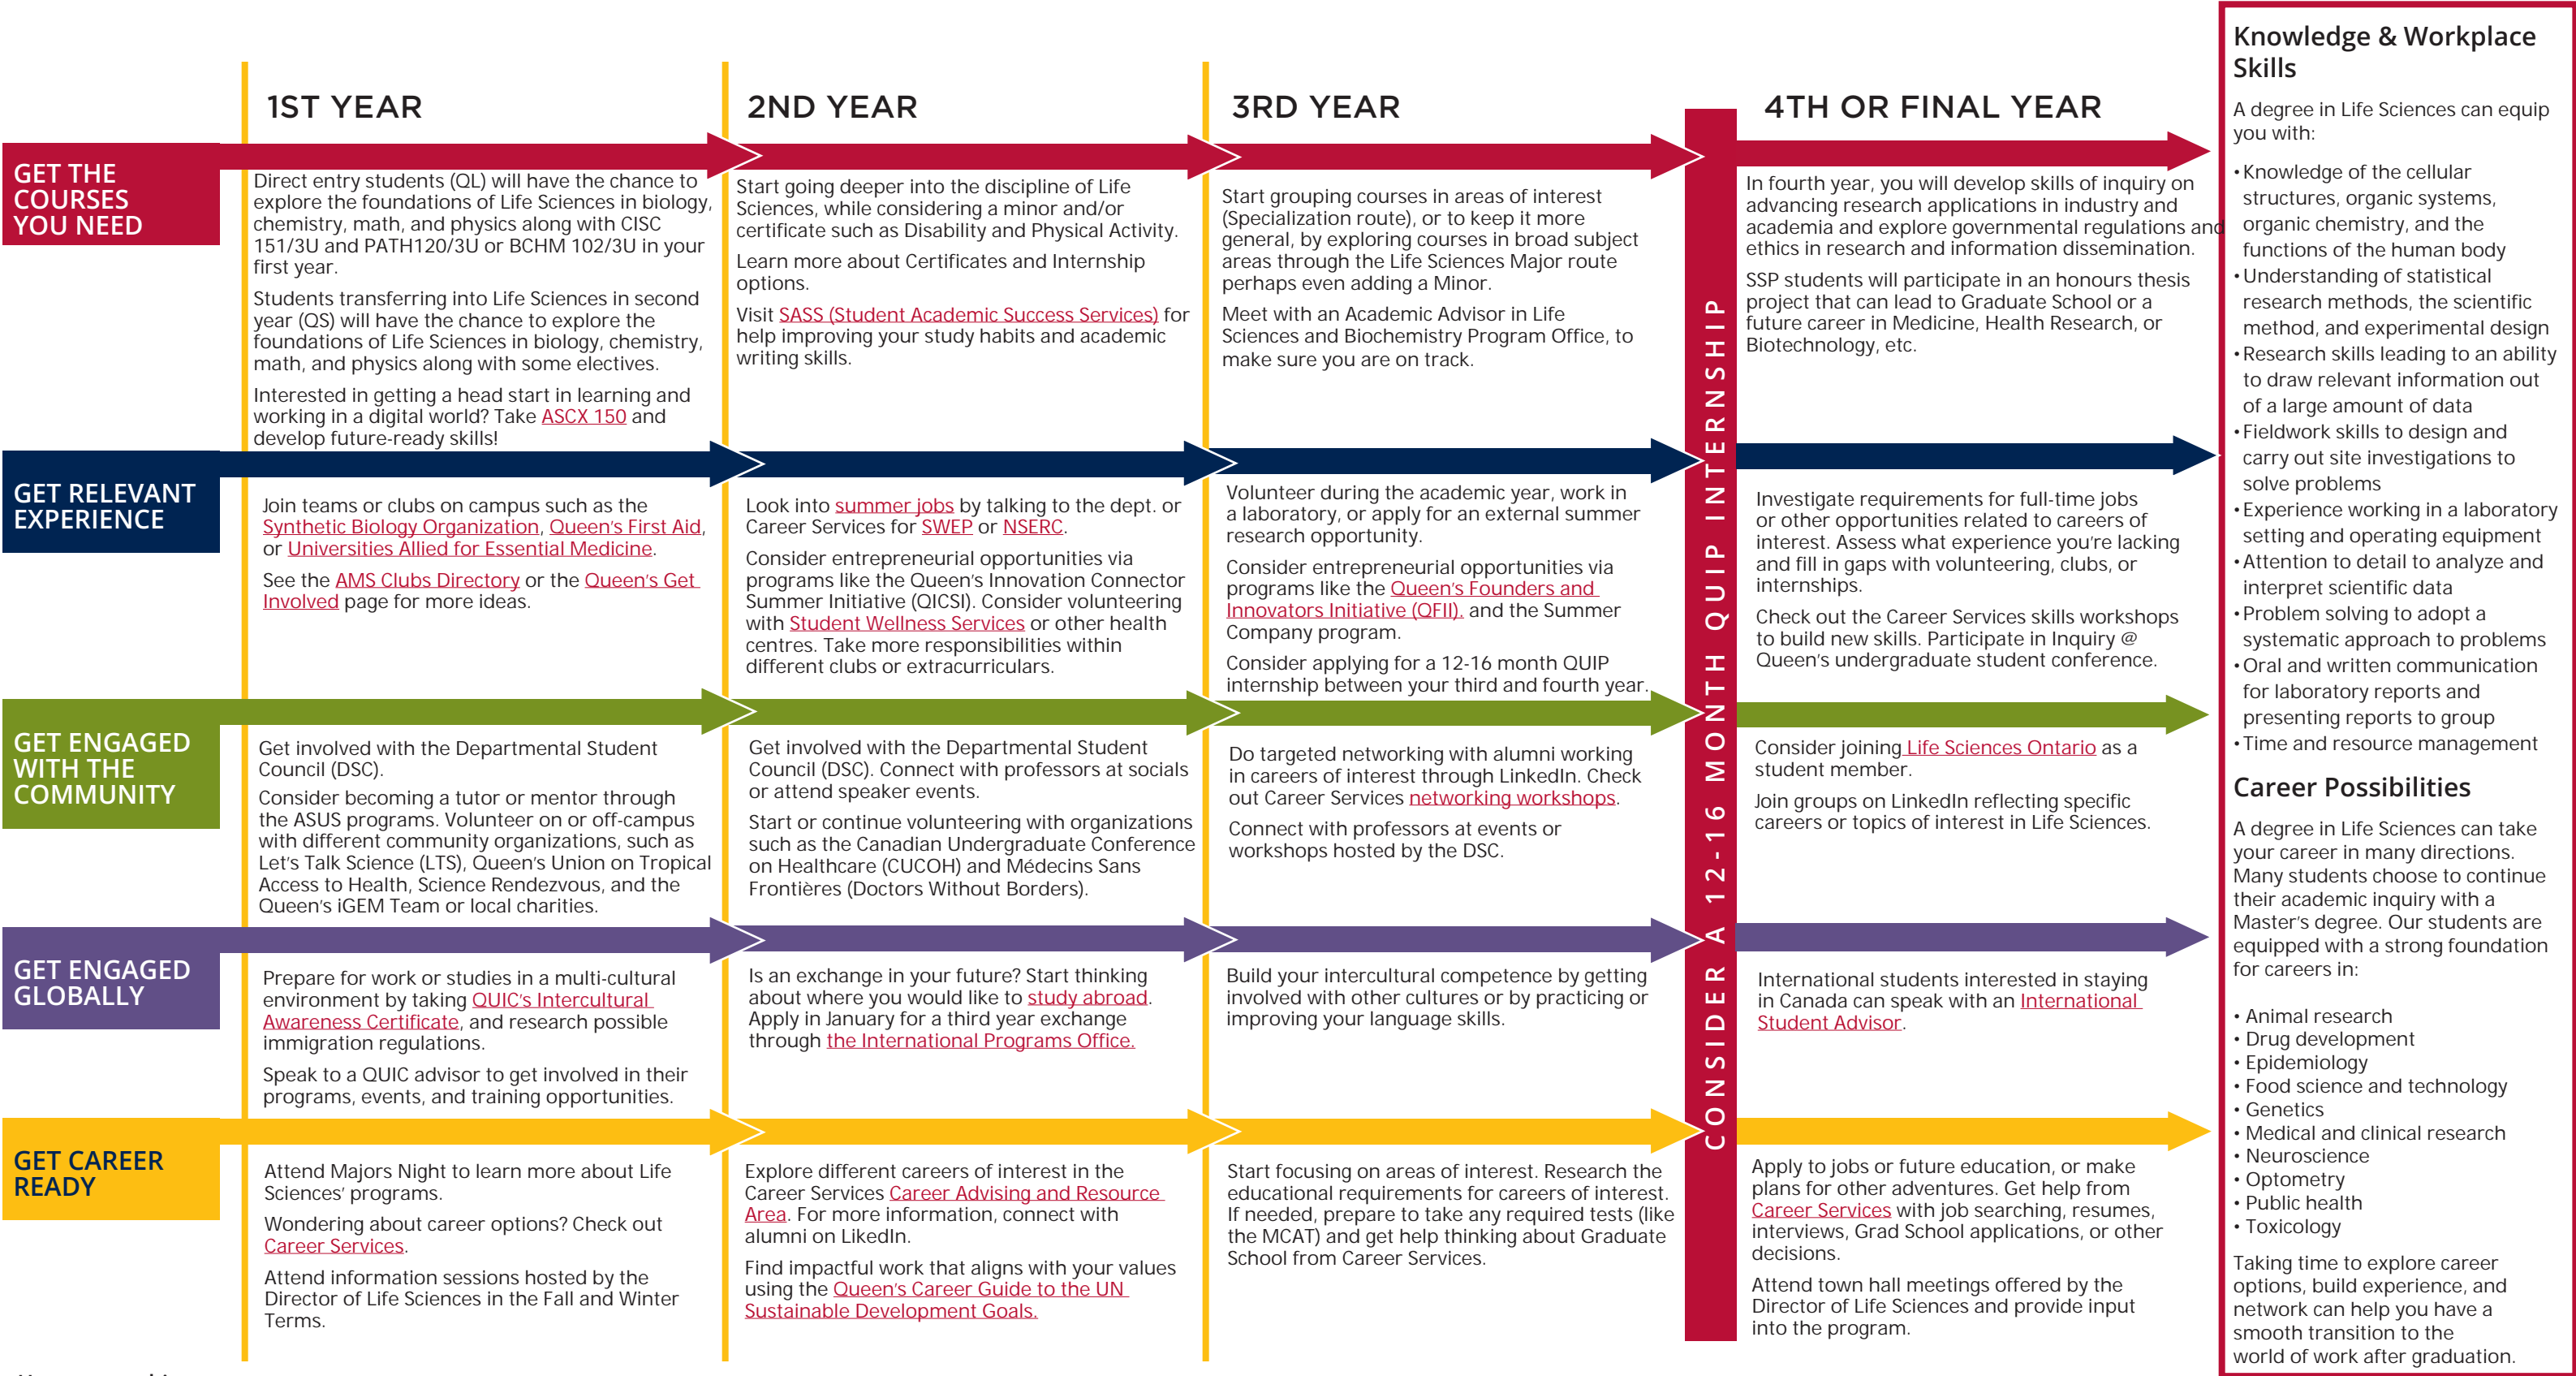 1ST YEAR
2ND YEAR
3RD YEAR
4TH OR FINAL YEAR
GET THE
COURSES
YOU NEED
Direct entry students (QL) will have the chance to
explore the foundations of Life Sciences in biology,
chemistry, math, and physics along with CISC
151/3U and PATH120/3U or BCHM 102/3U in your
first year.
Students transferring into Life Sciences in second
year (QS) will have the chance to explore the
foundations of Life Sciences in biology, chemistry,
math, and physics along with some electives.
Interested in getting a head start in learning and
working in a digital world? Take ASCX 150 and
develop future-ready skills!
Start going deeper into the discipline of Life
Sciences, while considering a minor and/or
certificate such as Disability and Physical Activity.
Learn more about Certificates and Internship
options.
Visit SASS (Student Academic Success Services) for
help improving your study habits and academic
writing skills.
Start grouping courses in areas of interest
(Specialization route), or to keep it more
general, by exploring courses in broad subject
areas through the Life Sciences Major route
perhaps even adding a Minor.
Meet with an Academic Advisor in Life
Sciences and Biochemistry Program Office, to
make sure you are on track.
In fourth year, you will develop skills of inquiry on
advancing research applications in industry and
academia and explore governmental regulations and
ethics in research and information dissemination.
SSP students will participate in an honours thesis
project that can lead to Graduate School or a
future career in Medicine, Health Research, or
Biotechnology, etc.
GET RELEVANT
EXPERIENCE
Join teams or clubs on campus such as the
Synthetic Biology Organization, Queen's First Aid,
or Universities Allied for Essential Medicine.
See the AMS Clubs Directory or the Queen's Get
Involved page for more ideas.
Look into summer jobs by talking to the dept. or
Career Services for SWEP or NSERC.
Consider entrepreneurial opportunities via
programs like the Queen's Innovation Connector
Summer Initiative (QICSI). Consider volunteering
with Student Wellness Services or other health
centres. Take more responsibilities within
different clubs or extracurriculars.
Volunteer during the academic year, work in
a laboratory, or apply for an external summer
research opportunity.
Consider entrepreneurial opportunities via
programs like the Queen's Founders and
Innovators Initiative (QFII). and the Summer
Company program.
Consider applying for a 12-16 month QUIP
internship between your third and fourth year.
Investigate requirements for full-time jobs
or other opportunities related to careers of
interest. Assess what experience you're lacking
and fill in gaps with volunteering, clubs, or
internships.
Check out the Career Services skills workshops
to build new skills. Participate in Inquiry @
Queen's undergraduate student conference.
GET ENGAGED
WITH THE
COMMUNITY
Get involved with the Departmental Student
Council (DSC).
Consider becoming a tutor or mentor through
the ASUS programs. Volunteer on or off-campus
with different community organizations, such as
Let's Talk Science (LTS), Queen's Union on Tropical
Access to Health, Science Rendezvous, and the
Queen's iGEM Team or local charities.
Get involved with the Departmental Student
Council (DSC). Connect with professors at socials
or attend speaker events.
Start or continue volunteering with organizations
such as the Canadian Undergraduate Conference
on Healthcare (CUCOH) and Médecins Sans
Frontières (Doctors Without Borders).
Do targeted networking with alumni working
in careers of interest through LinkedIn. Check
out Career Services networking workshops.
Connect with professors at events or
workshops hosted by the DSC.
Consider joining Life Sciences Ontario as a
student member.
Join groups on LinkedIn reflecting specific
careers or topics of interest in Life Sciences.
GET ENGAGED
GLOBALLY
Prepare for work or studies in a multi-cultural
environment by taking QUIC's Intercultural
Awareness Certificate, and research possible
immigration regulations.
Speak to a QUIC advisor to get involved in their
programs, events, and training opportunities.
Is an exchange in your future? Start thinking
about where you would like to study abroad.
Apply in January for a third year exchange
through the International Programs Office.
Build your intercultural competence by getting
involved with other cultures or by practicing or
improving your language skills.
International students interested in staying
in Canada can speak with an International
Student Advisor.
GET CAREER
READY
Attend Majors Night to learn more about Life
Sciences' programs.
Wondering about career options? Check out
Career Services.
Attend information sessions hosted by the
Director of Life Sciences in the Fall and Winter
Terms.
Explore different careers of interest in the
Career Services Career Advising and Resource
Area. For more information, connect with
alumni on LikedIn.
Find impactful work that aligns with your values
using the Queen's Career Guide to the UN
Sustainable Development Goals.
Start focusing on areas of interest. Research the
educational requirements for careers of interest.
If needed, prepare to take any required tests (like
the MCAT) and get help thinking about Graduate
School from Career Services.
Apply to jobs or future education, or make
plans for other adventures. Get help from
Career Services with job searching, resumes,
interviews, Grad School applications, or other
decisions.
Attend town hall meetings offered by the
Director of Life Sciences and provide input
into the program.
CONSIDER A 12-16 MONTH QUIP INTERNSHIP
Knowledge & Workplace
Skills
A degree in Life Sciences can equip
you with:
• Knowledge of the cellular
structures, organic systems,
organic chemistry, and the
functions of the human body
• Understanding of statistical
research methods, the scientific
method, and experimental design
• Research skills leading to an ability
to draw relevant information out
of a large amount of data
• Fieldwork skills to design and
carry out site investigations to
solve problems
• Experience working in a laboratory
setting and operating equipment
• Attention to detail to analyze and
interpret scientific data
• Problem solving to adopt a
systematic approach to problems
• Oral and written communication
for laboratory reports and
presenting reports to group
• Time and resource management
Career Possibilities
A degree in Life Sciences can take
your career in many directions.
Many students choose to continue
their academic inquiry with a
Master's degree. Our students are
equipped with a strong foundation
for careers in:
• Animal research
• Drug development
• Epidemiology
• Food science and technology
• Genetics
• Medical and clinical research
• Neuroscience
• Optometry
• Public health
• Toxicology
Taking time to explore career
options, build experience, and
network can help you have a
smooth transition to the
world of work after graduation.